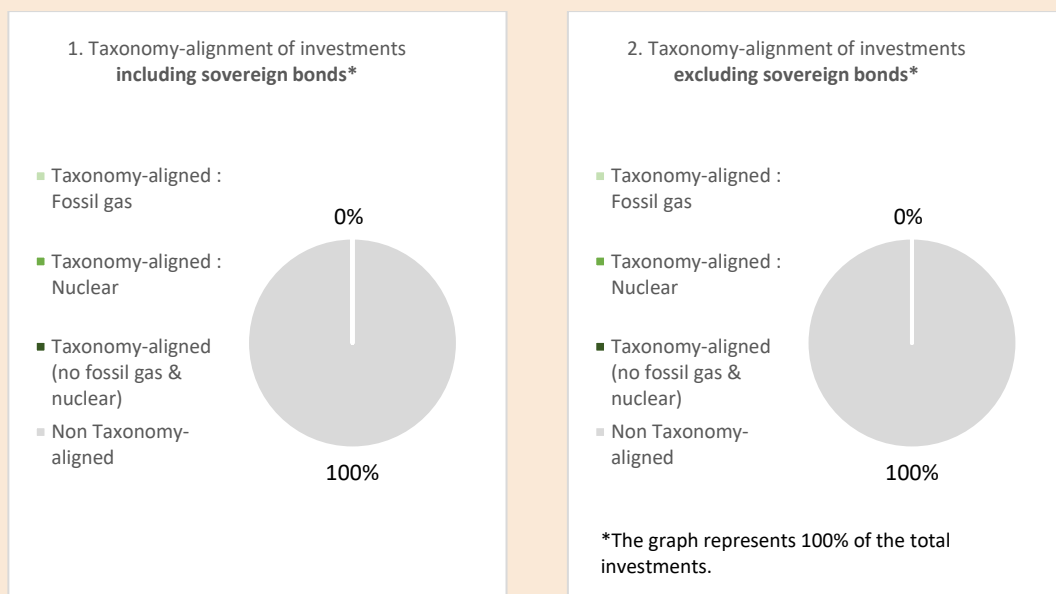 1. Taxonomy-alignment of investments
including sovereign bonds*
Taxonomy-aligned :
Fossil gas
Taxonomy-aligned :
Nuclear
Taxonomy-aligned
(no fossil gas &
nuclear)
Non Taxonomy-
aligned
0%
100%
2. Taxonomy-alignment of investments
excluding sovereign bonds*
Taxonomy-aligned :
Fossil gas
Taxonomy-aligned :
Nuclear
Taxonomy-aligned
(no fossil gas &
nuclear)
Non Taxonomy-
aligned
0%
100%
*The graph represents 100% of the total
investments.